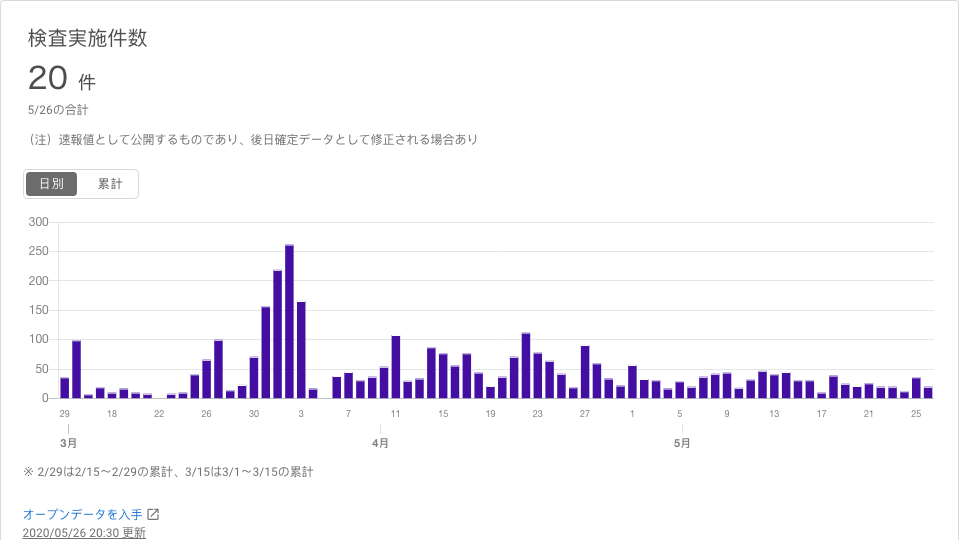 検査実施件数
20 件
5/26の合計
（注）速報値として公開するものであり、後日確定データとして修正される場合あり
日別 累計
300
250
200
150
100
50
0
29 18 22 26 30 3 7 11 15 19 23 27 1 5 9 13 17 21 25
3月 4月 5月
※ 2/29は2/15〜2/29の累計、3/15は3/1〜3/15の累計
オープンデータを入手
2020/05/26 20:30 更新